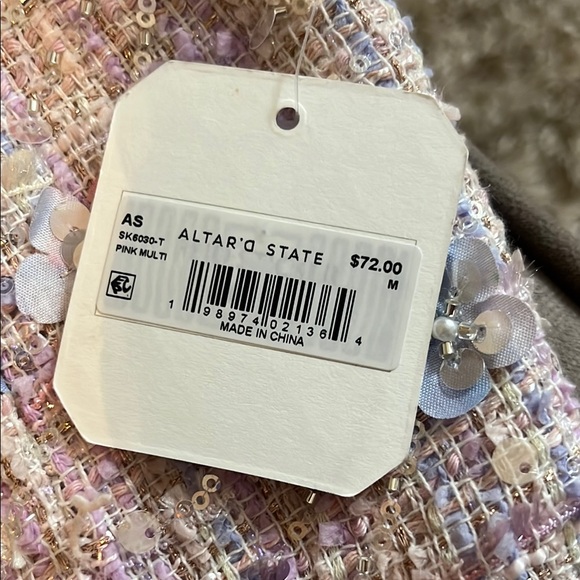 AS
SK6030-T
PINK MULTI
ALTAR'D STATE
$72.00
M
1 98974 02136 4
MADE IN CHINA